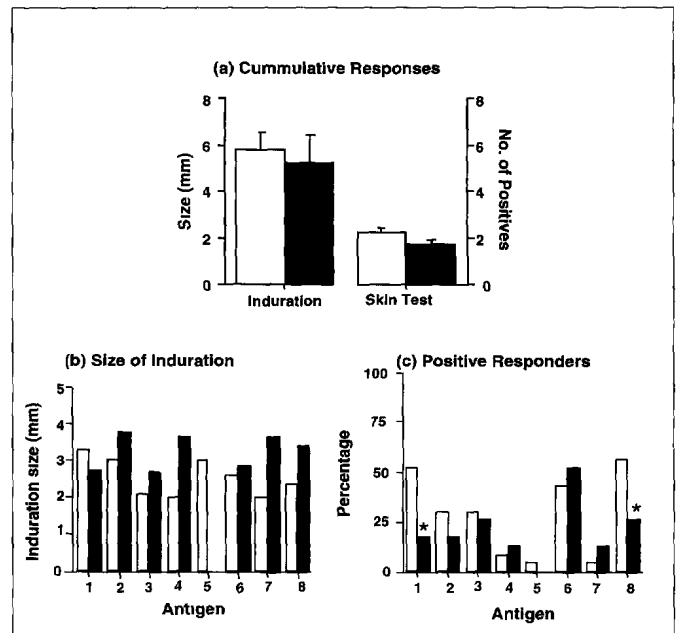 (a) Cummulative Responses
8
6
4
2
0
Size (mm)
8
6
4
2
0
No. of Positives
Induration
Skin Test
(b) Size of Induration
5
4
3
2
1
0
Induration size (mm)
1 2 3 4 5 6 7 8
Antigen
(c) Positive Responders
100
75
50
25
0
Percentage
*
*
1 2 3 4 5 6 7 8
Antigen